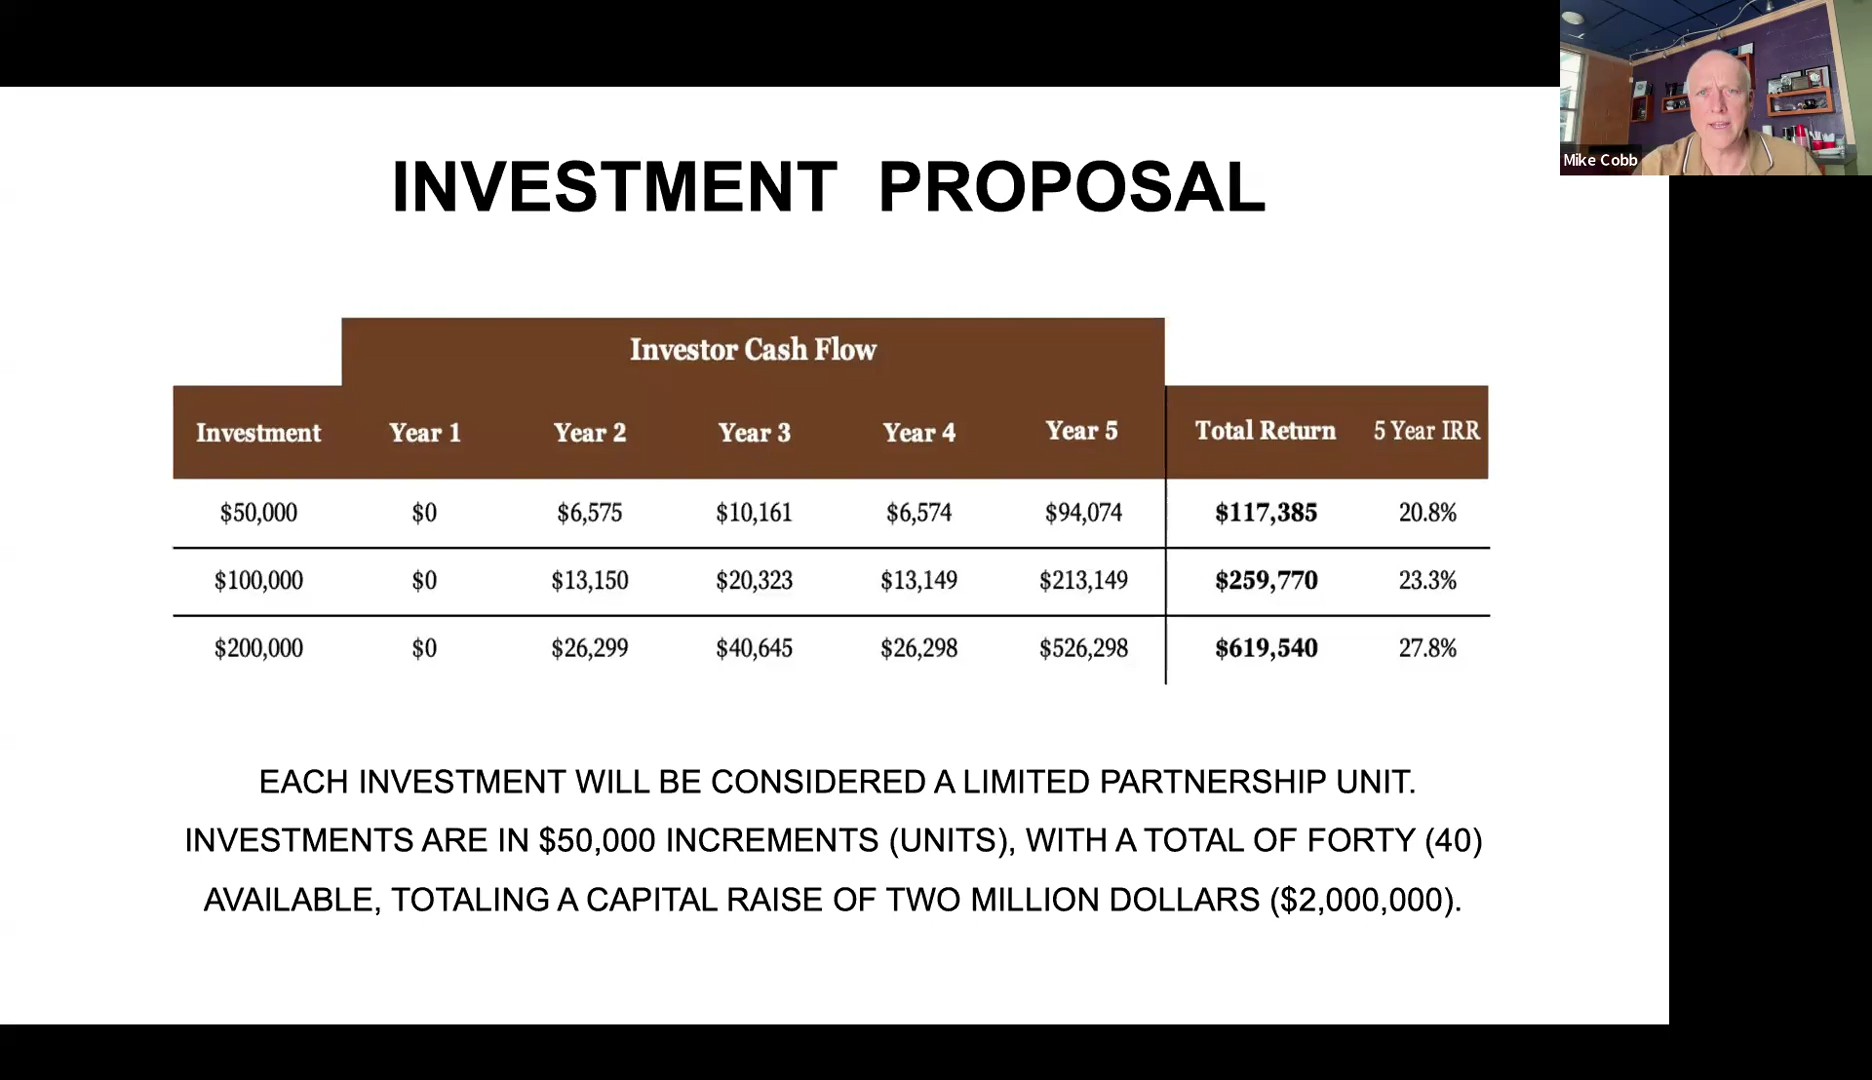 Mike Cobb
INVESTMENT PROPOSAL
Investor Cash Flow
Investment Year 1 Year 2 Year 3 Year 4 Year 5 Total Return 5 Year IRR
$50,000 $0 $6,575 $10,161 $6,574 $94,074 $117,385 20.8%
$100,000 $0 $13,150 $20,323 $13,149 $213,149 $259,770 23.3%
$200,000 $0 $26,299 $40,645 $26,298 $526,298 $619,540 27.8%
EACH INVESTMENT WILL BE CONSIDERED A LIMITED PARTNERSHIP UNIT.
INVESTMENTS ARE IN $50,000 INCREMENTS (UNITS), WITH A TOTAL OF FORTY (40)
AVAILABLE, TOTALING A CAPITAL RAISE OF TWO MILLION DOLLARS ($2,000,000).